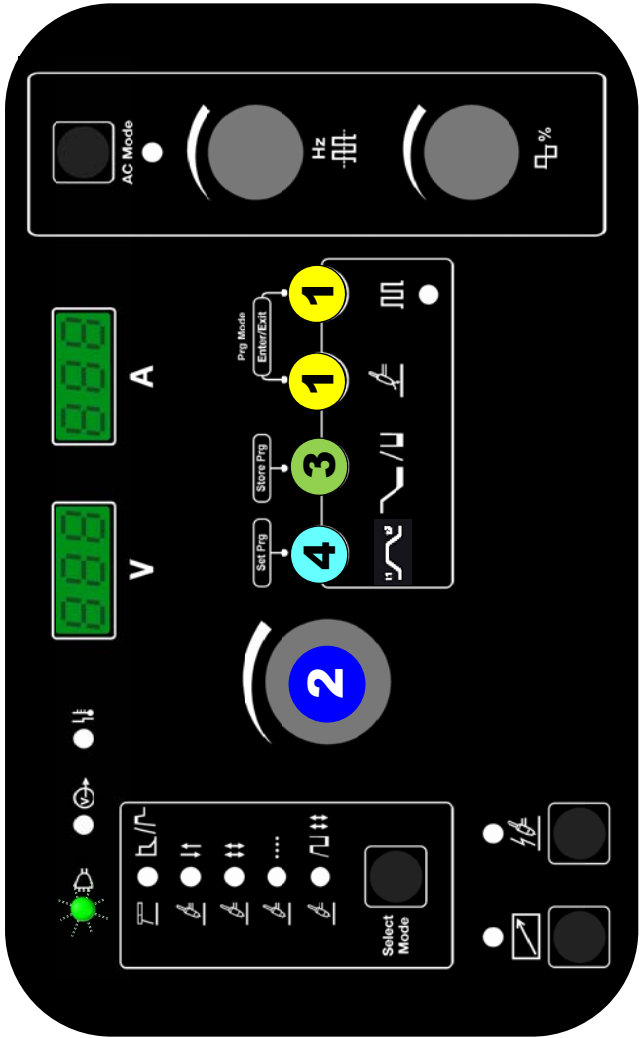 V
888
888
V
A
AC Mode
Prg Mode
Set Prg
Store Prg
Enter/Exit
2
4
3
1
1
Hz
Select
Mode
%